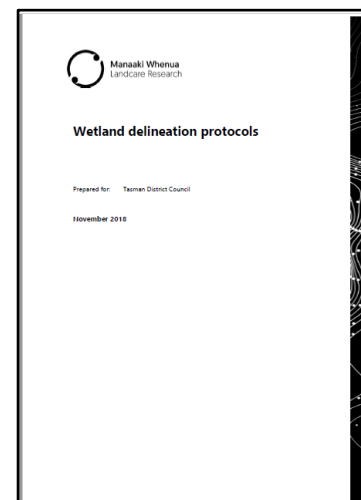 Manaaki Whenua
Landcare Research
Wetland delineation protocols
Prepared for: Tasman District Council
November 2018